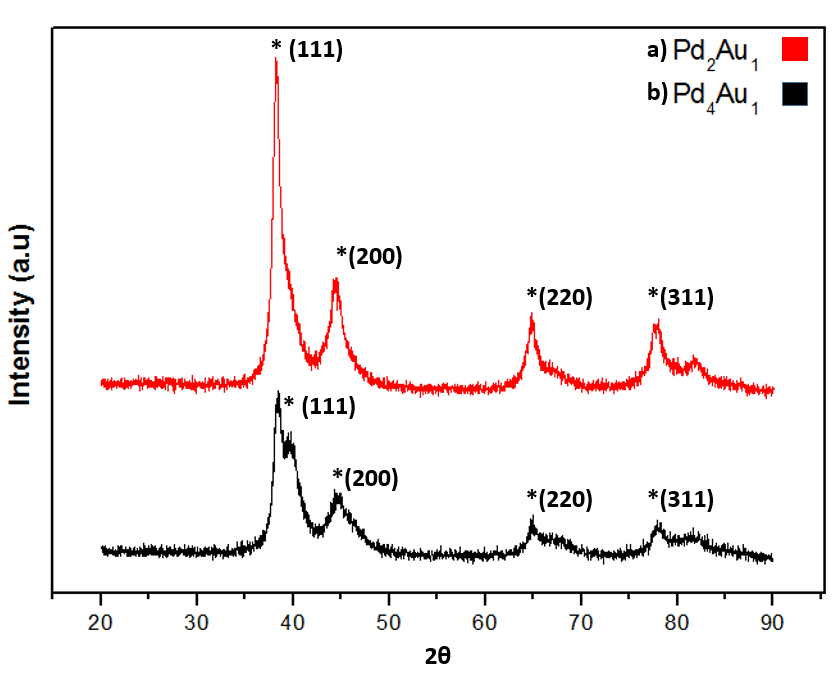 * (111)
a) Pd2Au1
b) Pd4Au1
*(200)
*(220)
*(311)
* (111)
*(200)
*(220)
*(311)
Intensity (a.u)
20 30 40 50 60 70 80 90
2θ